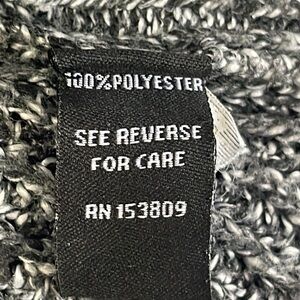 100%POLYESTER
SEE REVERSE
FOR CARE
RN 153809